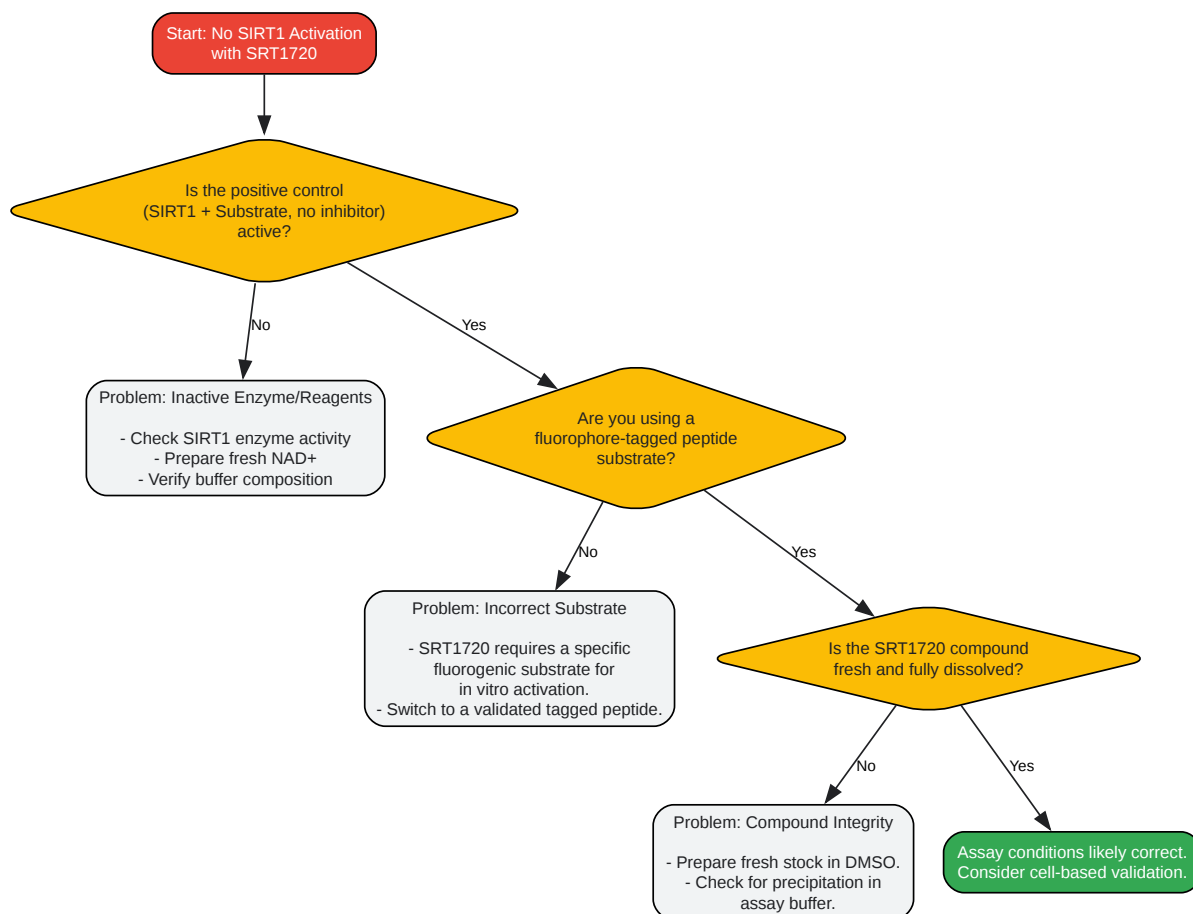 Start: No SIRT1 Activation
with SRT1720
Is the positive control
(SIRT1 + Substrate, no inhibitor)
active?
No
Yes
Problem: Inactive Enzyme/Reagents
- Check SIRT1 enzyme activity
- Prepare fresh NAD+
- Verify buffer composition
Are you using a
fluorophore-tagged peptide
substrate?
No
Yes
Problem: Incorrect Substrate
- SRT1720 requires a specific
fluorogenic substrate for
in vitro activation.
- Switch to a validated tagged peptide.
Is the SRT1720 compound
fresh and fully dissolved?
No
Yes
Problem: Compound Integrity
- Prepare fresh stock in DMSO.
- Check for precipitation in
assay buffer.
Assay conditions likely correct.
Consider cell-based validation.